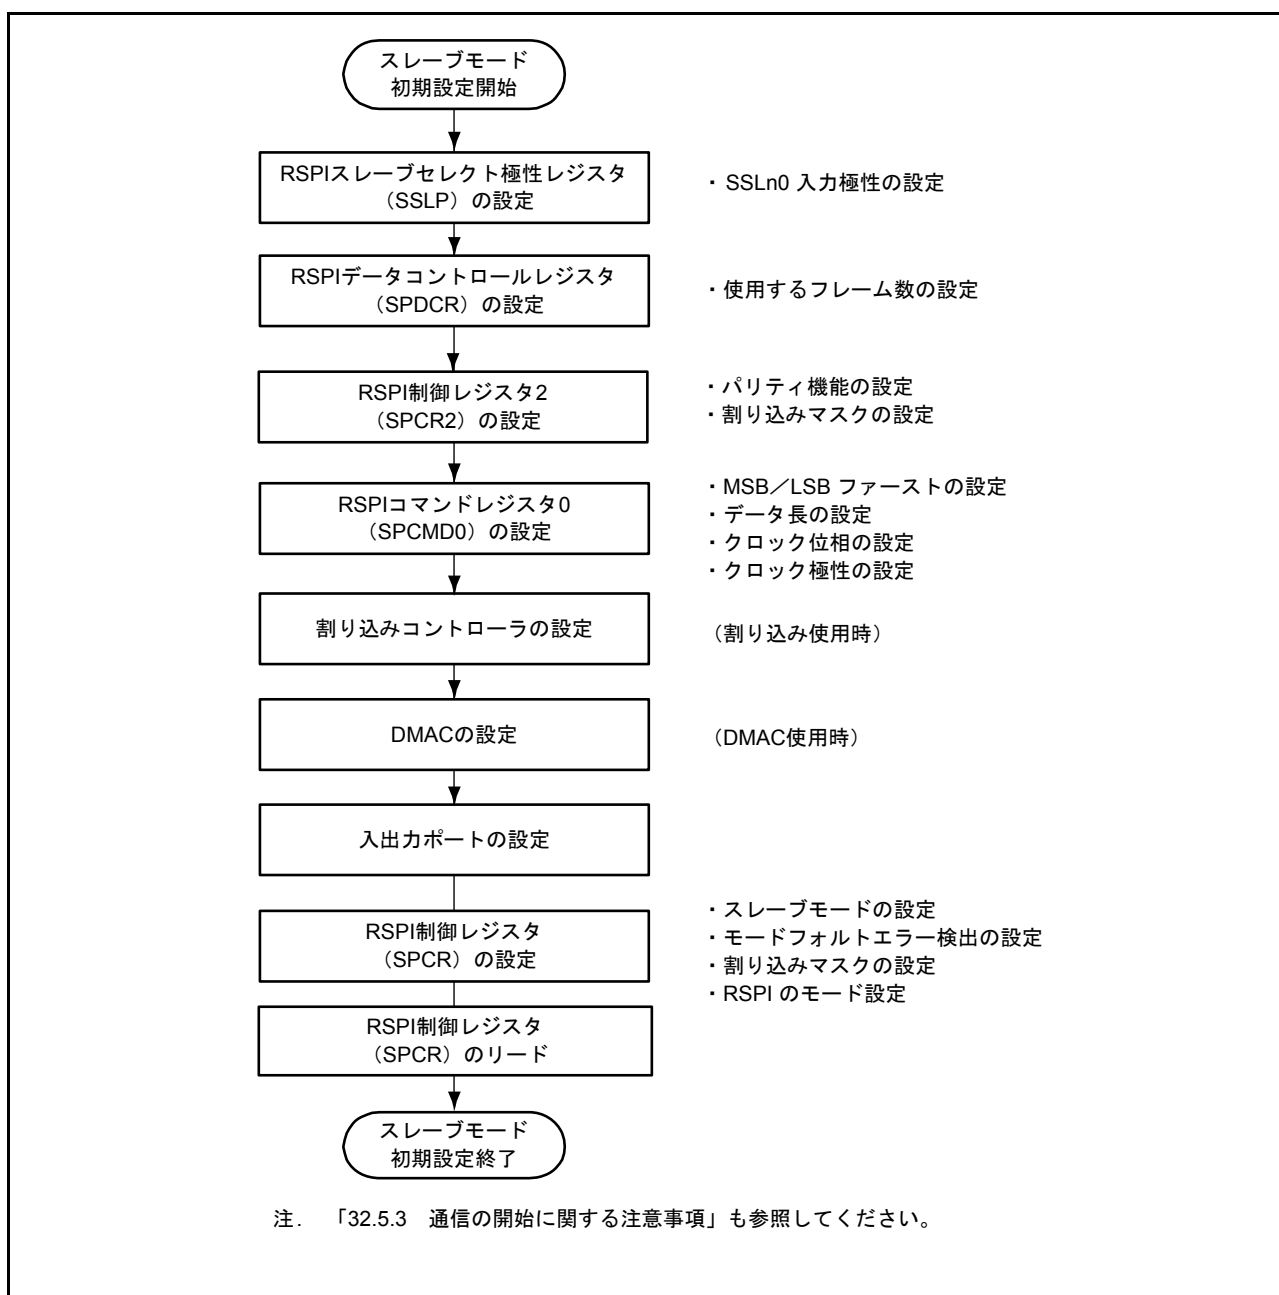 スレーブモード
初期設定開始
RSPIスレーブセレクト極性レジスタ
（SSLP）の設定
・SSLn0 入力極性の設定
RSPIデータコントロールレジスタ
（SPDCR）の設定
・使用するフレーム数の設定
RSPI制御レジスタ2
（SPCR2）の設定
・パリティ機能の設定
・割り込みマスクの設定
RSPIコマンドレジスタ0
（SPCMD0）の設定
・MSB／LSB ファーストの設定
・データ長の設定
・クロック位相の設定
・クロック極性の設定
割り込みコントローラの設定
（割り込み使用時）
DMACの設定
（DMAC使用時）
入出力ポートの設定
RSPI制御レジスタ
（SPCR）の設定
・スレーブモードの設定
・モードフォルトエラー検出の設定
・割り込みマスクの設定
・RSPI のモード設定
RSPI制御レジスタ
（SPCR）のリード
スレーブモード
初期設定終了
注.　「32.5.3　通信の開始に関する注意事項」も参照してください。